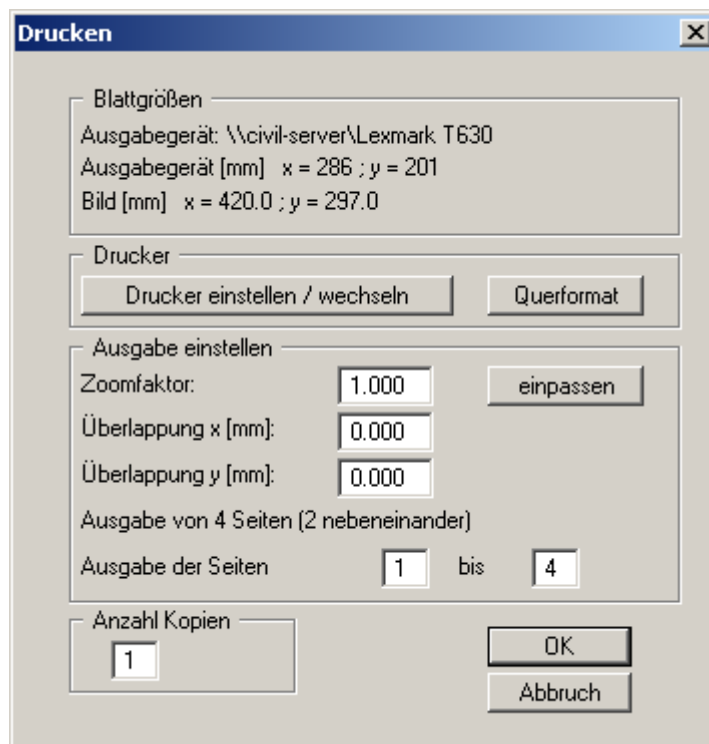 Drucken
Blattgrößen
Ausgabegerät: \\civil-server\Lexmark T630
Ausgabegerät [mm] x = 286 ; y = 201
Bild [mm] x = 420.0 ; y = 297.0
Drucker
Drucker einstellen / wechseln Querformat
Ausgabe einstellen
Zoomfaktor: 1.000 einpassen
Überlappung x [mm]: 0.000
Überlappung y [mm]: 0.000
Ausgabe von 4 Seiten (2 nebeneinander)
Ausgabe der Seiten 1 bis 4
Anzahl Kopien
1
OK
Abbruch